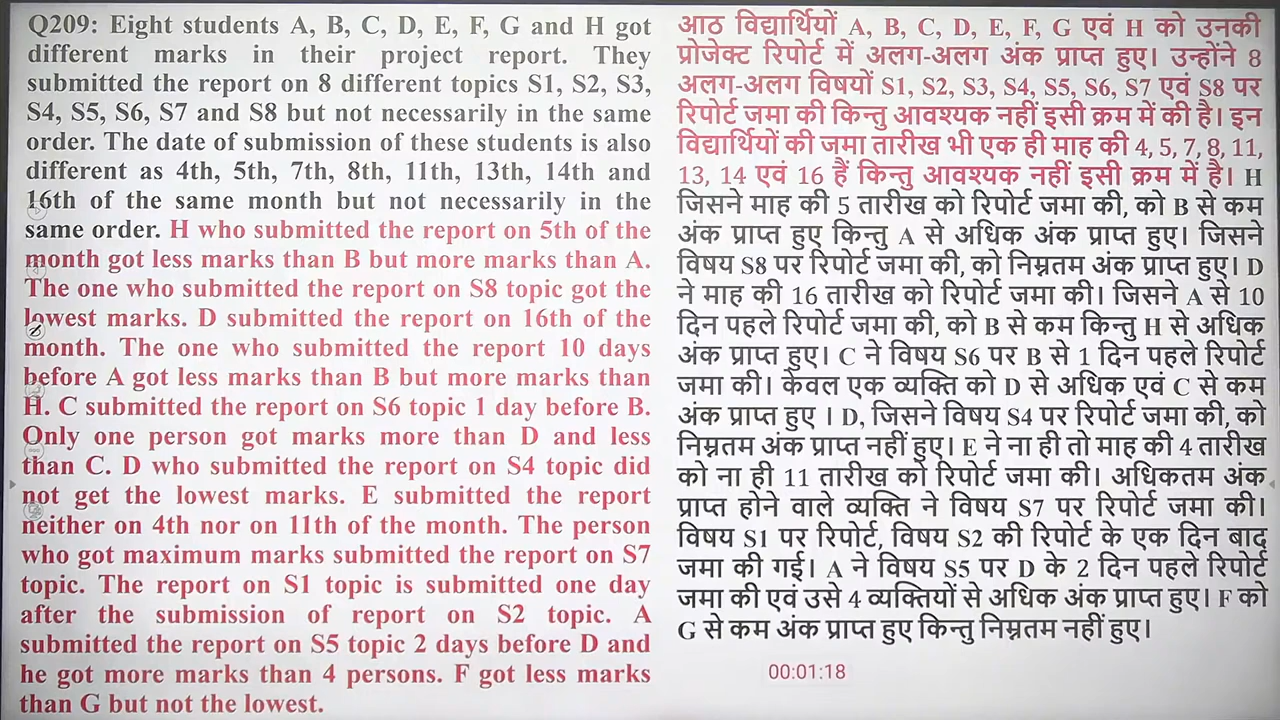 Q209: Eight students A, B, C, D, E, F, G and H got
different marks in their project report. They
submitted the report on 8 different topics S1, S2, S3,
S4, S5, S6, S7 and S8 but not necessarily in the same
order. The date of submission of these students is also
different as 4th, 5th, 7th, 8th, 11th, 13th, 14th and
16th of the same month but not necessarily in the
same order. H who submitted the report on 5th of the
month got less marks than B but more marks than A.
The one who submitted the report on S8 topic got the
lowest marks. D submitted the report on 16th of the
month. The one who submitted the report 10 days
before A got less marks than B but more marks than
H. C submitted the report on S6 topic 1 day before B.
Only one person got marks more than D and less
than C. D who submitted the report on S4 topic did
not get the lowest marks. E submitted the report
neither on 4th nor on 11th of the month. The person
who got maximum marks submitted the report on S7
topic. The report on S1 topic is submitted one day
after the submission of report on S2 topic. A
submitted the report on S5 topic 2 days before D and
he got more marks than 4 persons. F got less marks
than G but not the lowest.
आठ विद्यार्थियों A, B, C, D, E, F, G एवं H को उनकी
प्रोजेक्ट रिपोर्ट में अलग-अलग अंक प्राप्त हुए। उन्होंने 8
अलग-अलग विषयों S1, S2, S3, S4, S5, S6, S7 एवं S8 पर
रिपोर्ट जमा की किन्तु आवश्यक नहीं इसी क्रम में की है। इन
विद्यार्थियों की जमा तारीख भी एक ही माह की 4, 5, 7, 8, 11,
13, 14 एवं 16 हैं किन्तु आवश्यक नहीं इसी क्रम में है। H
जिसने माह की 5 तारीख को रिपोर्ट जमा की, को B से कम
अंक प्राप्त हुए किन्तु A से अधिक अंक प्राप्त हुए। जिसने
विषय S8 पर रिपोर्ट जमा की, को निम्नतम अंक प्राप्त हुए। D
ने माह की 16 तारीख को रिपोर्ट जमा की। जिसने A से 10
दिन पहले रिपोर्ट जमा की, को B से कम किन्तु H से अधिक
अंक प्राप्त हुए। C ने विषय S6 पर B से 1 दिन पहले रिपोर्ट
जमा की। केवल एक व्यक्ति को D से अधिक एवं C से कम
अंक प्राप्त हुए । D, जिसने विषय S4 पर रिपोर्ट जमा की, को
निम्नतम अंक प्राप्त नहीं हुए। E ने ना ही तो माह की 4 तारीख
को ना ही 11 तारीख को रिपोर्ट जमा की। अधिकतम अंक
प्राप्त होने वाले व्यक्ति ने विषय S7 पर रिपोर्ट जमा की।
विषय S1 पर रिपोर्ट, विषय S2 की रिपोर्ट के एक दिन बाद
जमा की गई। A ने विषय S5 पर D के 2 दिन पहले रिपोर्ट
जमा की एवं उसे 4 व्यक्तियों से अधिक अंक प्राप्त हुए। F को
G से कम अंक प्राप्त हुए किन्तु निम्नतम नहीं हुए।
00:01:18